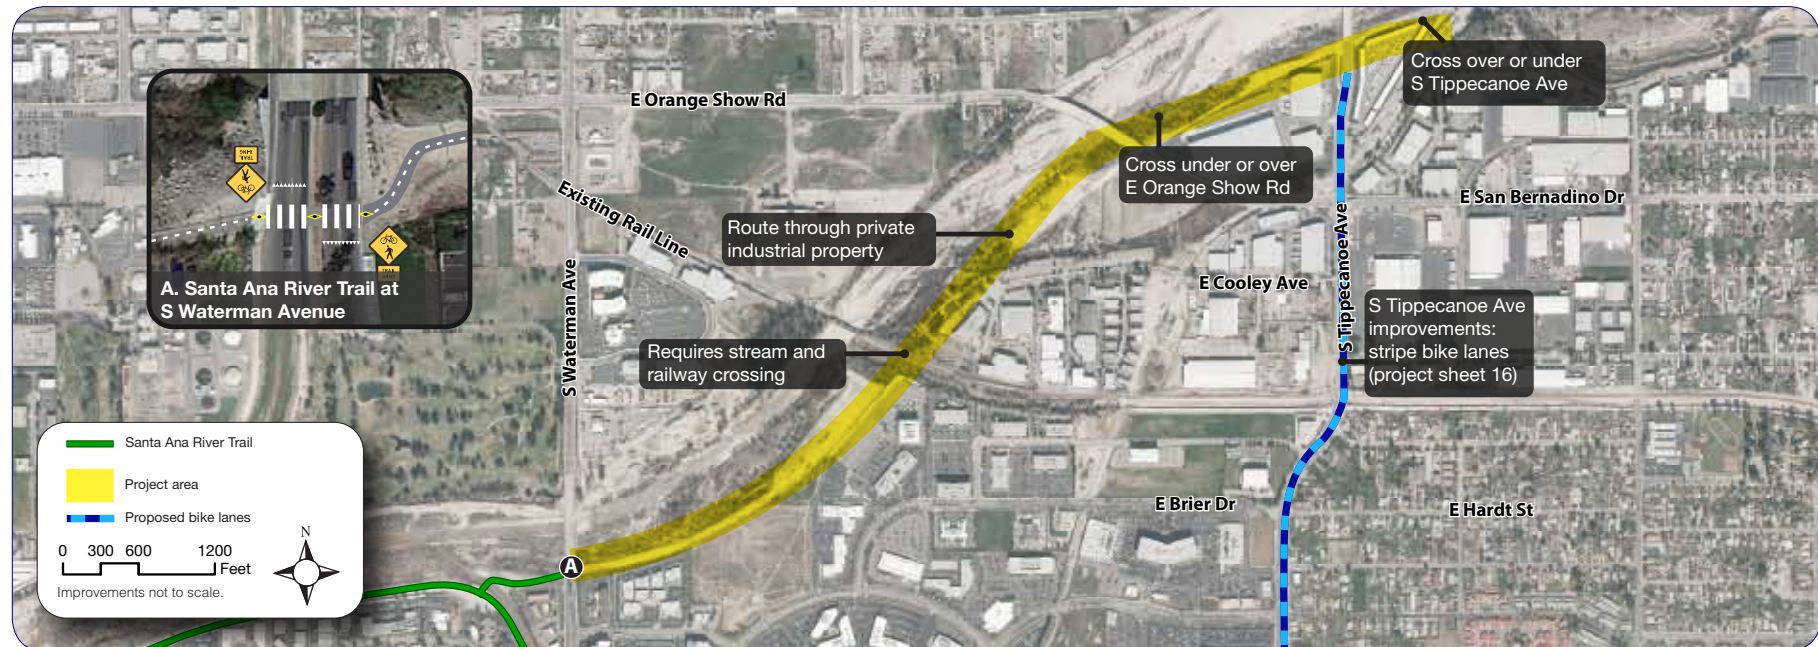 E Orange Show Rd
Cross over or under
S Tippecanoe Ave
TRAIL
XING
Cross under or over
E Orange Show Rd
E San Bernadino Dr
Existing Rail Line
Route through private
industrial property
S Tippecanoe Ave
E Cooley Ave
TRAIL
A. Santa Ana River Trail at
S Waterman Avenue
S Waterman Ave
S Tippecanoe Ave
improvements:
stripe bike lanes
(project sheet 16)
Requires stream and
railway crossing
Santa Ana River Trail
Project area
Proposed bike lanes
E Brier Dr
E Hardt St
N
0 300 600 1200
Feet
Improvements not to scale.
A